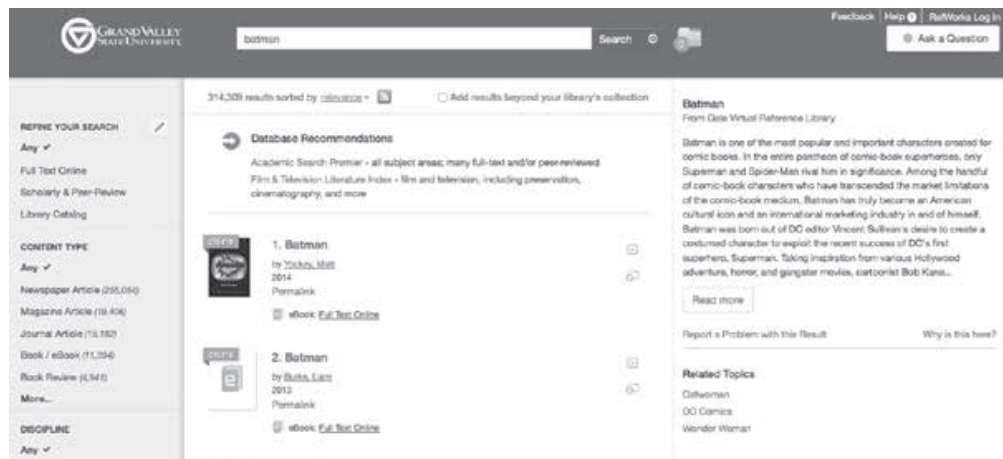 GRAND VALLEY
STATE UNIVERSITY
batman
Search
Feedback | Help | RefWorks Log In
Ask a Question
REFINE YOUR SEARCH
Any
Full Text Online
Scholarly & Peer-Review
Library Catalog
CONTENT TYPE
Any
Newspaper Article
Magazine Article
Journal Article
Book / eBook
Book Review
More...
DISCIPLINE
Any
314,309 results sorted by relevance
Add results beyond your library's collection
Database Recommendations
Academic Search Premier - all subject areas; many full-text and/or peer-reviewed
Film & Television Literature Index - film and television, including preservation,
cinematography, and more
1. Batman
by Yockey, Matt
2014
Permalink
eBook: Full Text Online
2. Batman
by Burke, Liam
2013
Permalink
eBook: Full Text Online
Batman
From Gale Virtual Reference Library
Batman is one of the most popular and important characters created for
comic books. In the entire pantheon of comic-book superheroes, only
Superman and Spider-Man rival him in significance. Among the handful
of comic-book characters who have transcended the market limitations
of the comic-book medium, Batman has truly become an American
cultural icon and an international marketing industry in and of himself.
Batman was born out of DC editor Vincent Sullivan's desire to create a
costumed character to exploit the recent success of DC's first
superhero, Superman. Taking inspiration from various Hollywood
adventure, horror, and gangster movies, cartoonist Bob Kane...
Read more
Report a Problem with this Result
Why is this here?
Related Topics
Catwoman
DC Comics
Wonder Woman